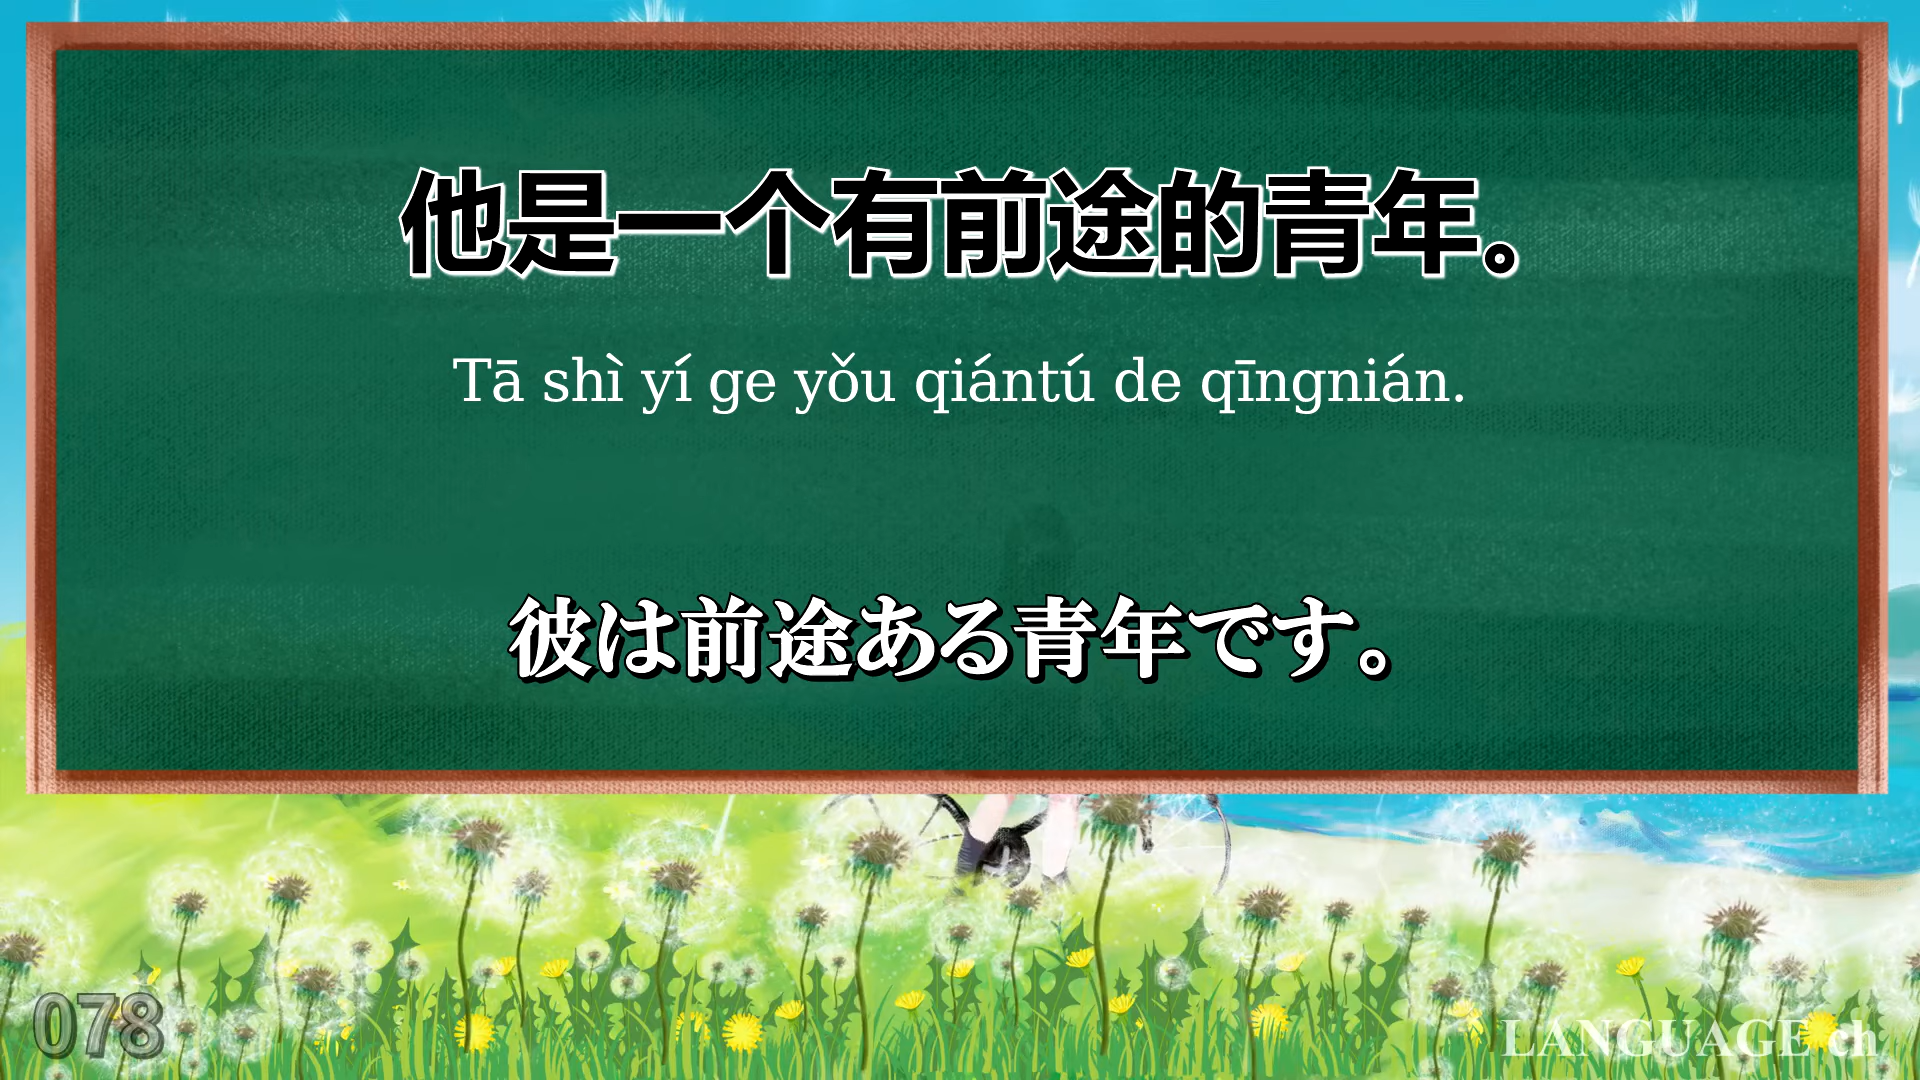 他是一个有前途的青年。
Tā shì yí ge yǒu qiántú de qīngnián.
彼は前途ある青年です。
078
LANGUAGE ch